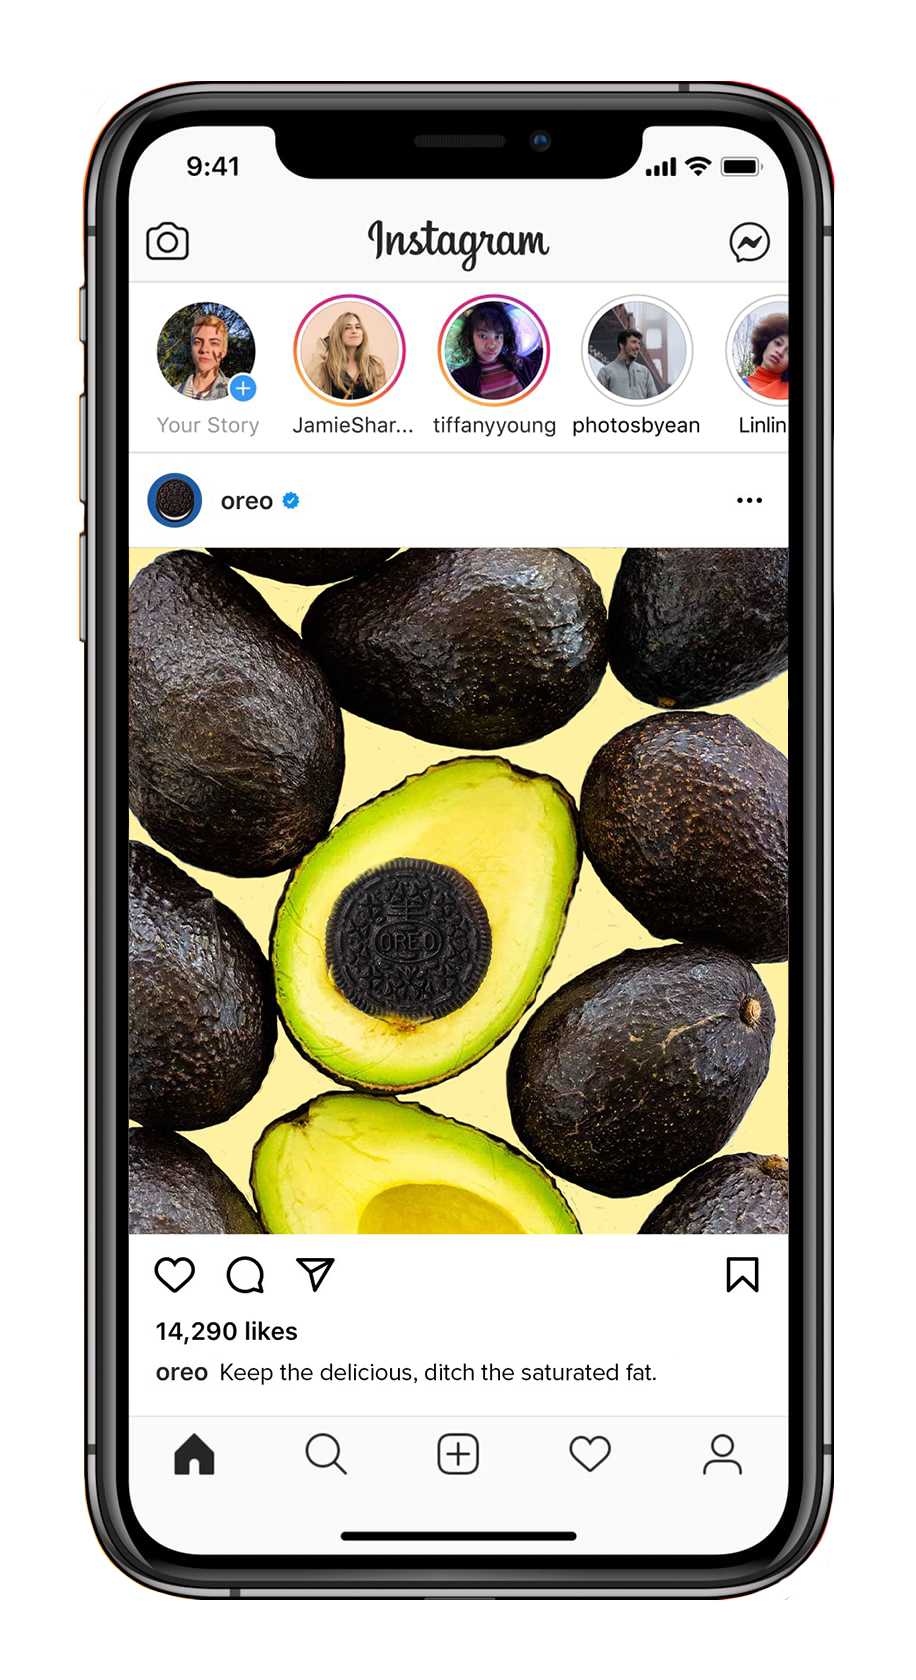 9:41
Instagram
Your Story JamieShar... tiffanyyoung photosbyean Linlin
oreo
OREO
14,290 likes
oreo Keep the delicious, ditch the saturated fat.